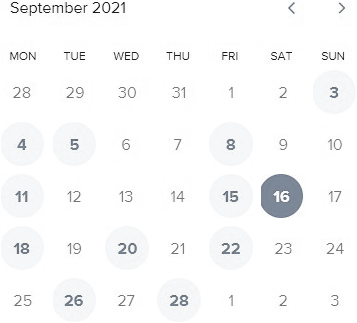 September 2021
MON TUE WED THU FRI SAT SUN
28 29 30 31 1 2 3
4 5 6 7 8 9 10
11 12 13 14 15 16 17
18 19 20 21 22 23 24
25 26 27 28 1 2 3